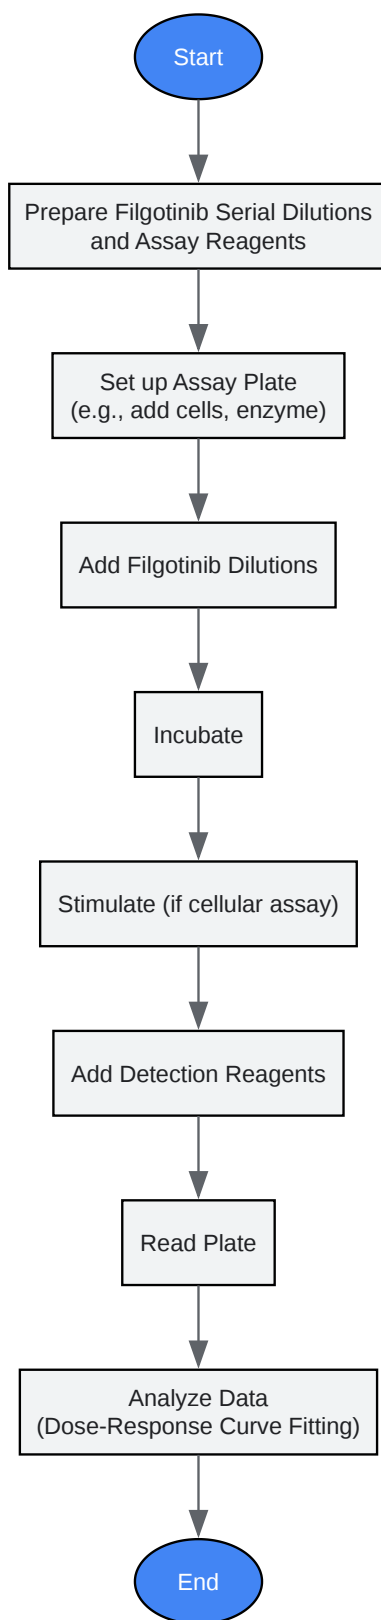 Start
Prepare Filgotinib Serial Dilutions
and Assay Reagents
Set up Assay Plate
(e.g., add cells, enzyme)
Add Filgotinib Dilutions
Incubate
Stimulate (if cellular assay)
Add Detection Reagents
Read Plate
Analyze Data
(Dose-Response Curve Fitting)
End